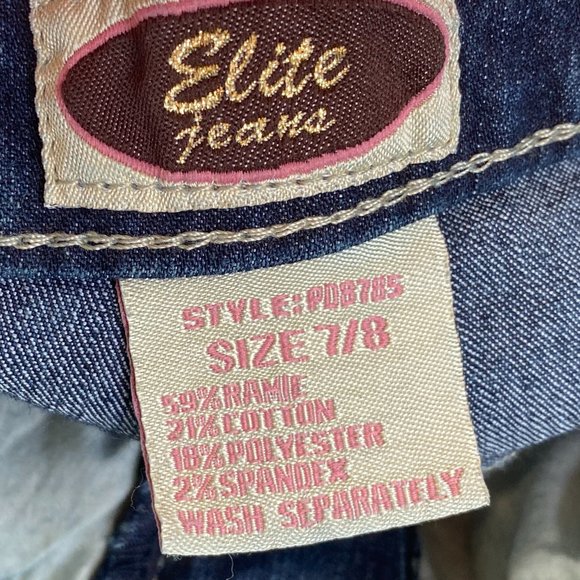 Elite
jeans
STYLE:PD8785
SIZE 7/8
59%RAMIE
21%COTTON
18%POLYESTER
2%SPANDEX
WASH SEPARATELY